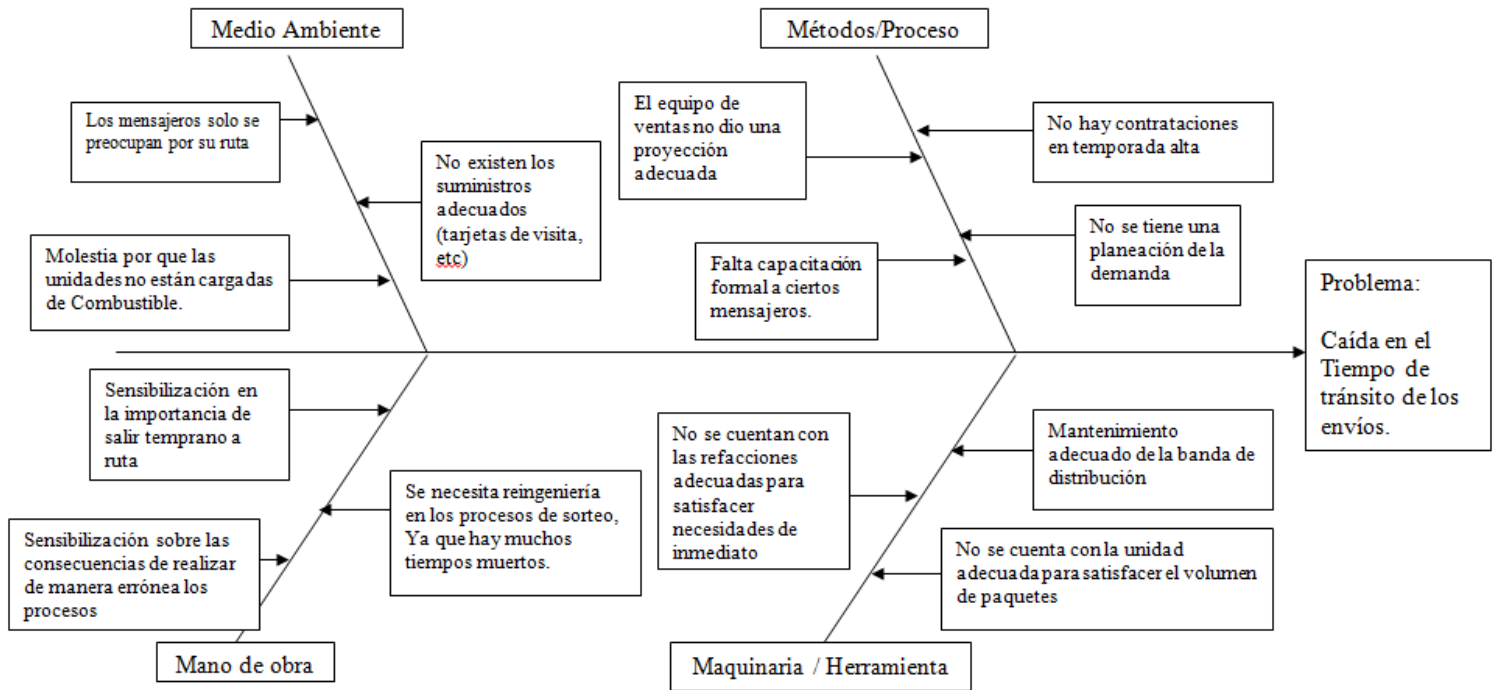 Medio Ambiente
Métodos/Proceso
Los mensajeros solo se
preocupan por su ruta
No existen los
suministros
adecuados
(tarjetas de visita,
etc)
Molestia por que las
unidades no están cargadas
de Combustible.
El equipo de
ventas no dio una
proyección
adecuada
No hay contrataciones
en temporada alta
No se tiene una
planeación de la
demanda
Falta capacitación
formal a ciertos
mensajeros.
Problema:
Caída en el
Tiempo de
tránsito de los
envíos.
Sensibilización en
la importancia de
salir temprano a
ruta
Se necesita reingeniería
en los procesos de sorteo,
Ya que hay muchos
tiempos muertos.
Sensibilización sobre las
consecuencias de realizar
de manera errónea los
procesos
No se cuentan con
las refacciones
adecuadas para
satisfacer
necesidades de
inmediato
Mantenimiento
adecuado de la banda de
distribución
No se cuenta con la unidad
adecuada para satisfacer el volumen
de paquetes
Mano de obra
Maquinaria / Herramienta